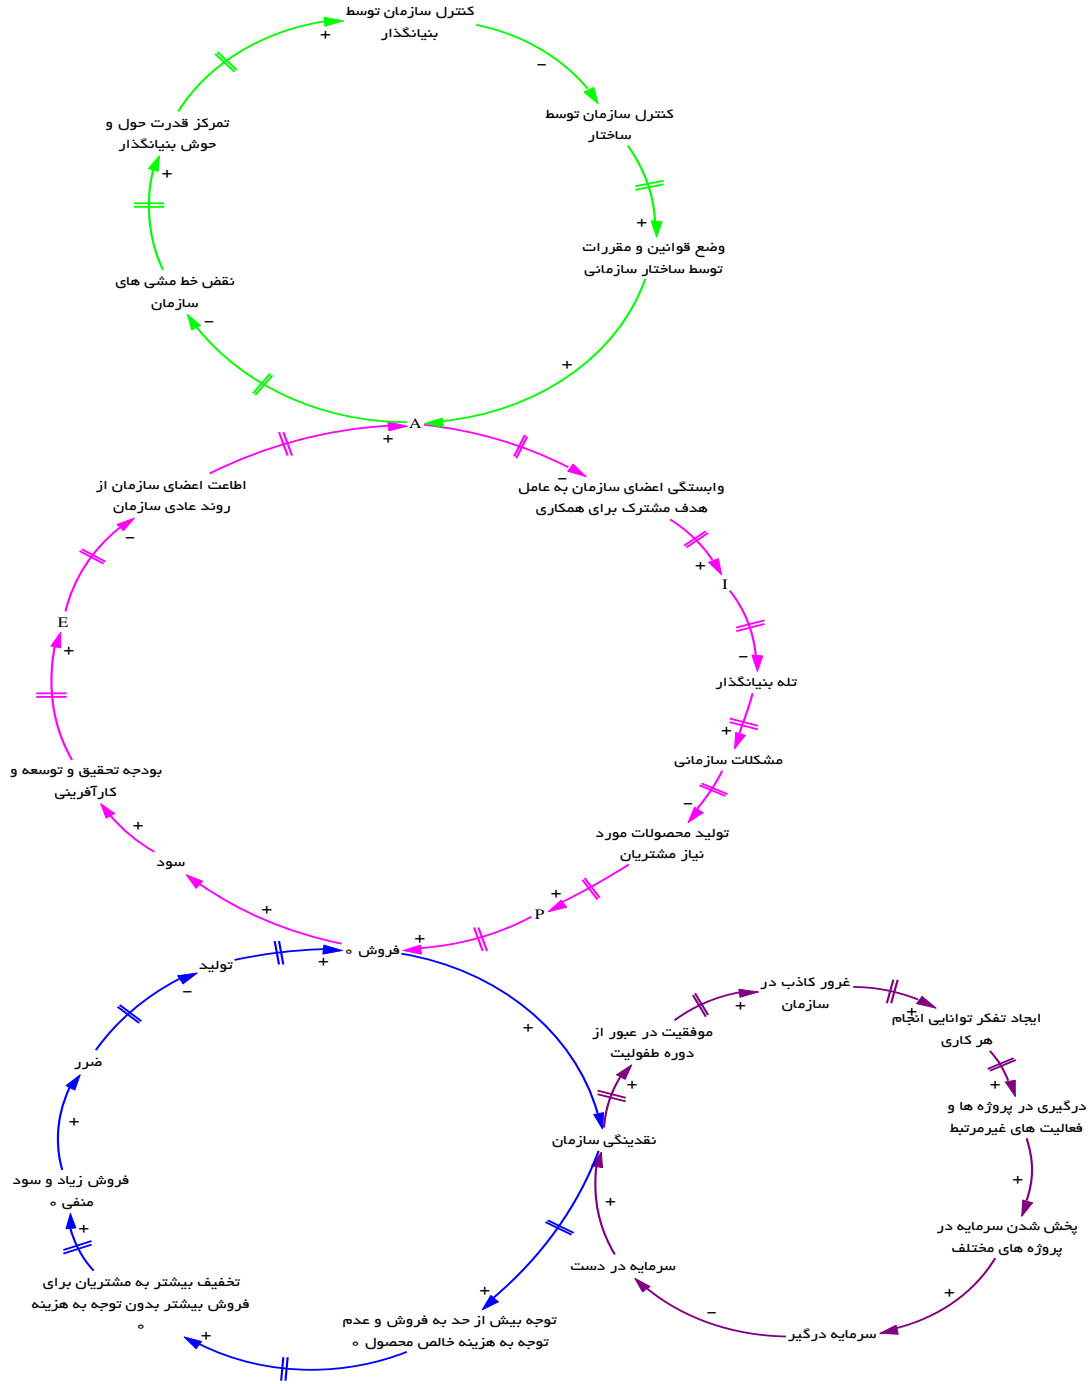 کنترل سازمان توسط
بنیانگذار
+
–
کنترل سازمان توسط
ساختار
تمرکز قدرت حول و
حوش بنیانگذار
+
+
وضع قوانین و مقررات
توسط ساختار سازمانی
نقض خط مشی های
سازمان
–
+
A
+
–
وابستگی اعضای سازمان به عامل
هدف مشترک برای همکاری
اطاعت اعضای سازمان از
روند عادی سازمان
–
+
I
E
+
–
تله بنیانگذار
+
مشکلات سازمانی
بودجه تحقیق و توسعه و
کارآفرینی
–
+
تولید محصولات مورد
نیاز مشتریان
سود
+
+
P
+
فروش ه
+
تولید
–
+
غرور کاذب در
سازمان
+
+
ایجاد تفکر توانایی انجام
هر کاری
موفقیت در عبور از
دوره طفولیت
+
ضرر
+
+
درگیری در پروژه ها و
فعالیت های غیرمرتبط
نقدینگی سازمان
+
+
فروش زیاد و سود
منفی ه
+
+
پخش شدن سرمایه در
پروژه های مختلف
سرمایه در دست
+
–
+
تخفیف بیشتر به مشتریان برای
فروش بیشتر بدون توجه به هزینه
ه
+
توجه بیش از حد به فروش و عدم
توجه به هزینه خالص محصول ه
سرمایه درگیر